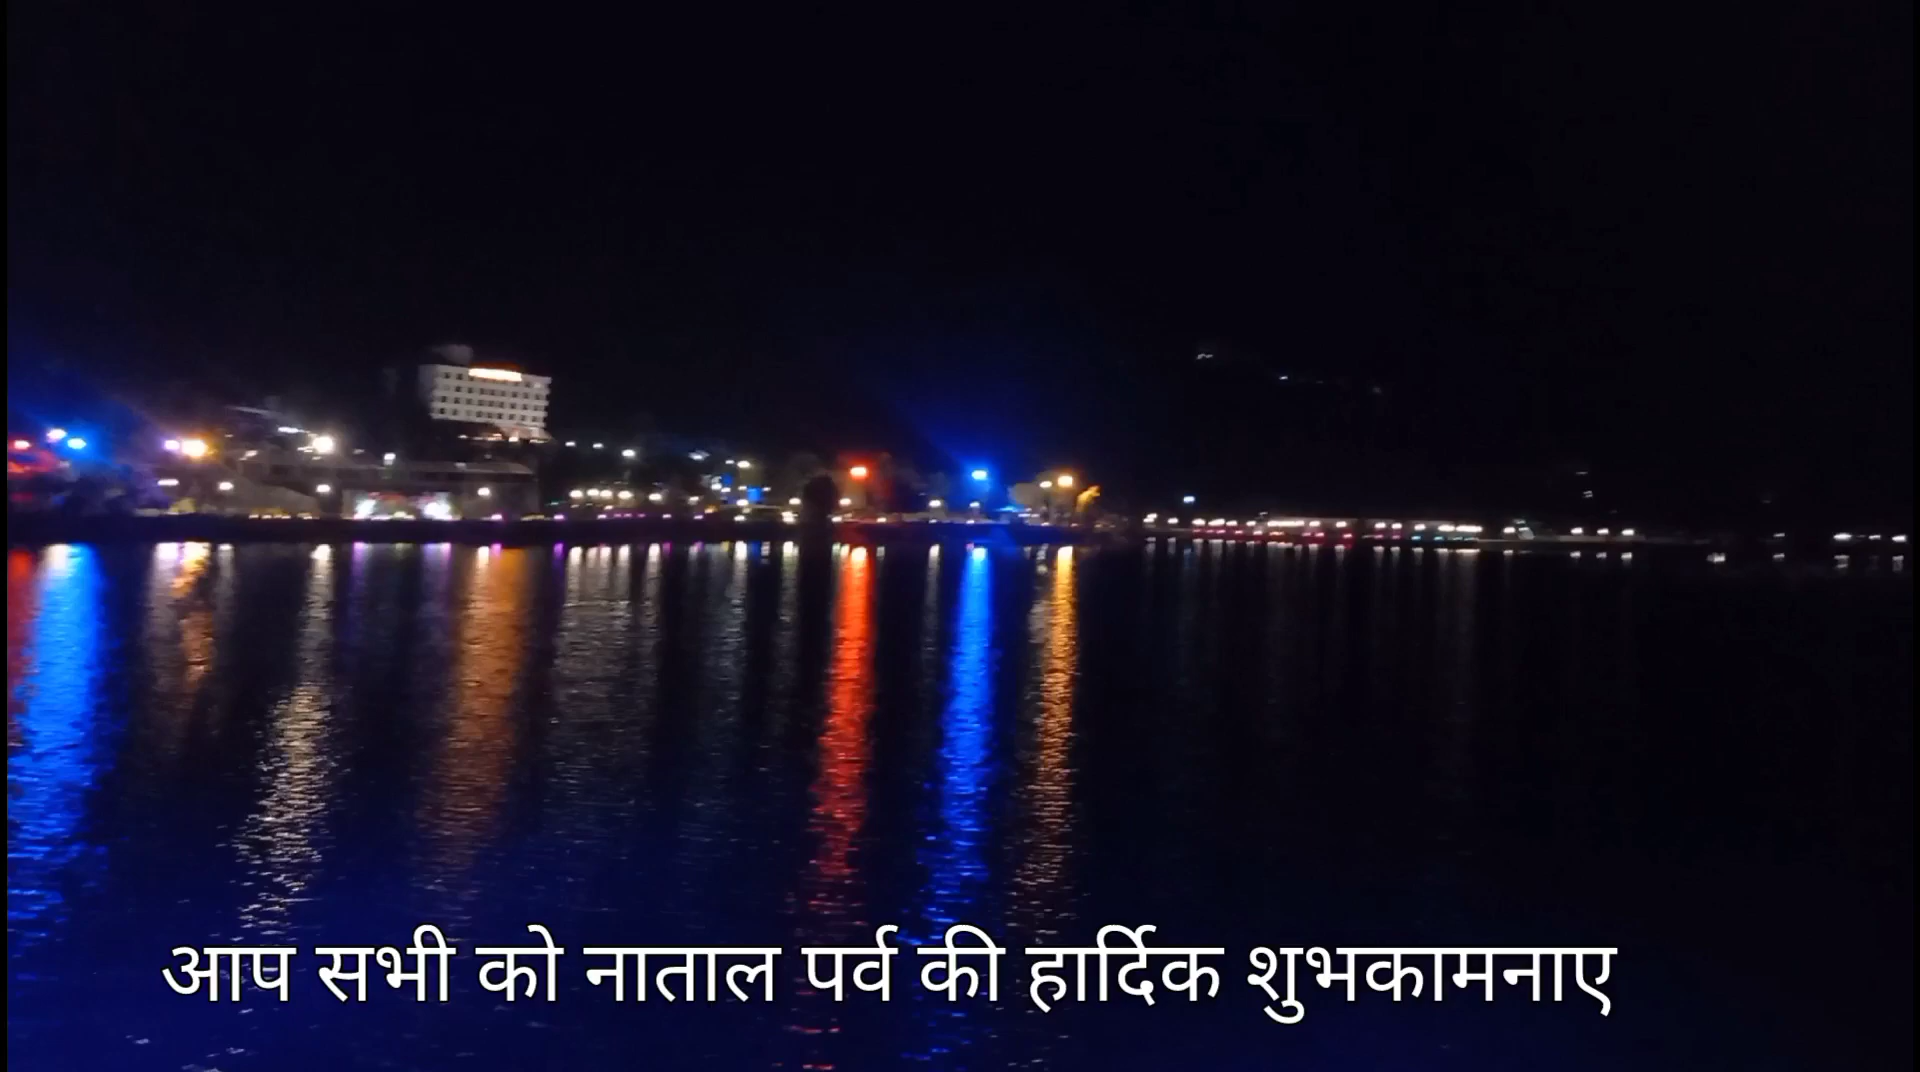 आप सभी को नाताल पर्व की हार्दिक शुभकामनाए